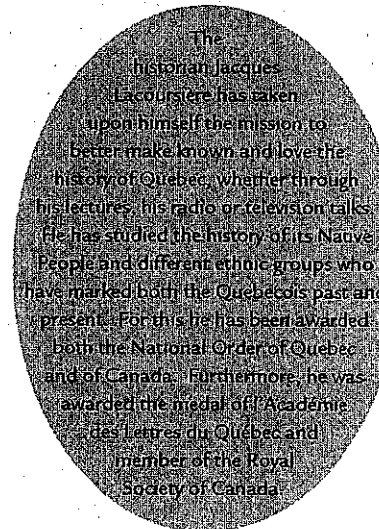 The
historian Jacques
Lacoursière has taken
upon himself the mission to
better make known and love the
history of Quebec, whether through
his lectures, his radio or television talks.
He has studied the history of its Native
People and different ethnic groups who
have marked both the Quebecois past and
present. For this he has been awarded
both the National Order of Quebec
and of Canada. Furthermore, he was
awarded the medal of l'Académie
des Lettres du Québec and
member of the Royal
Society of Canada